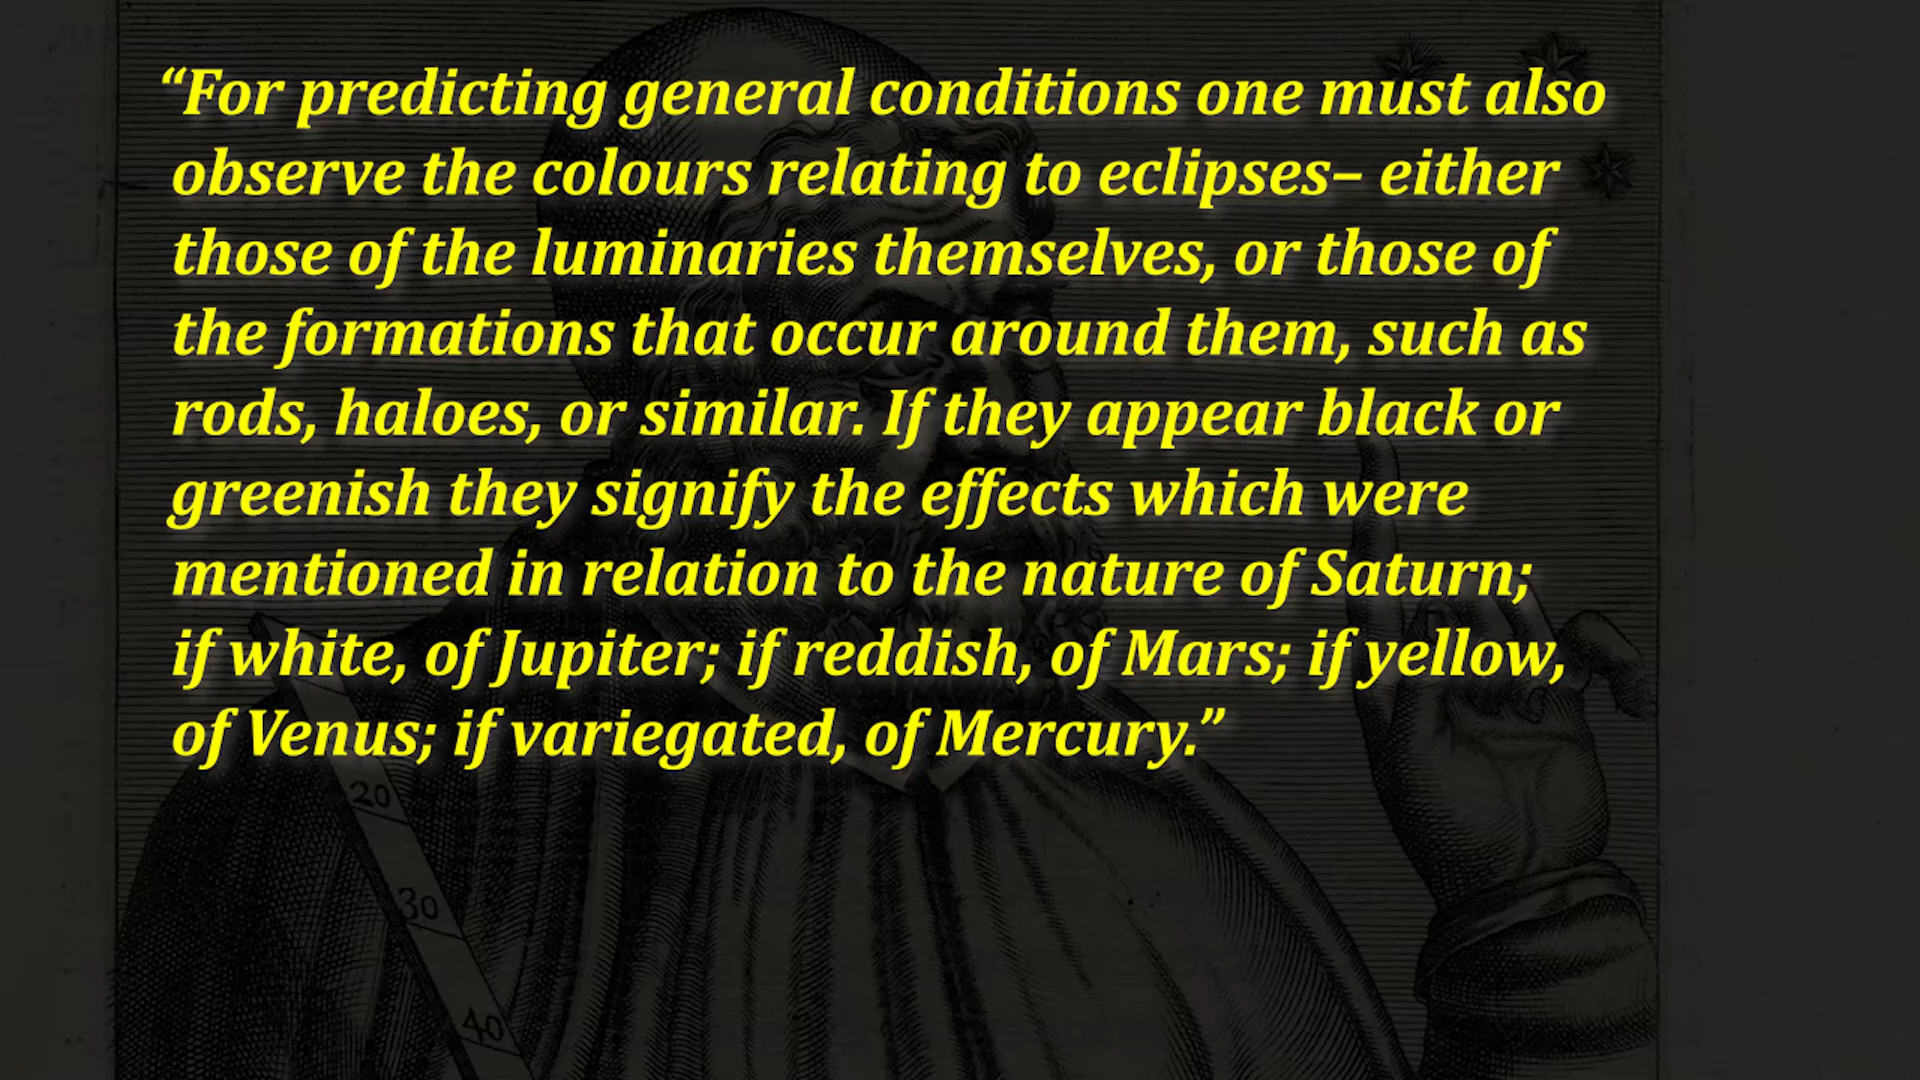 “For predicting general conditions one must also
observe the colours relating to eclipses– either
those of the luminaries themselves, or those of
the formations that occur around them, such as
rods, haloes, or similar. If they appear black or
greenish they signify the effects which were
mentioned in relation to the nature of Saturn;
if white, of Jupiter; if reddish, of Mars; if yellow,
of Venus; if variegated, of Mercury.”
20
30
40